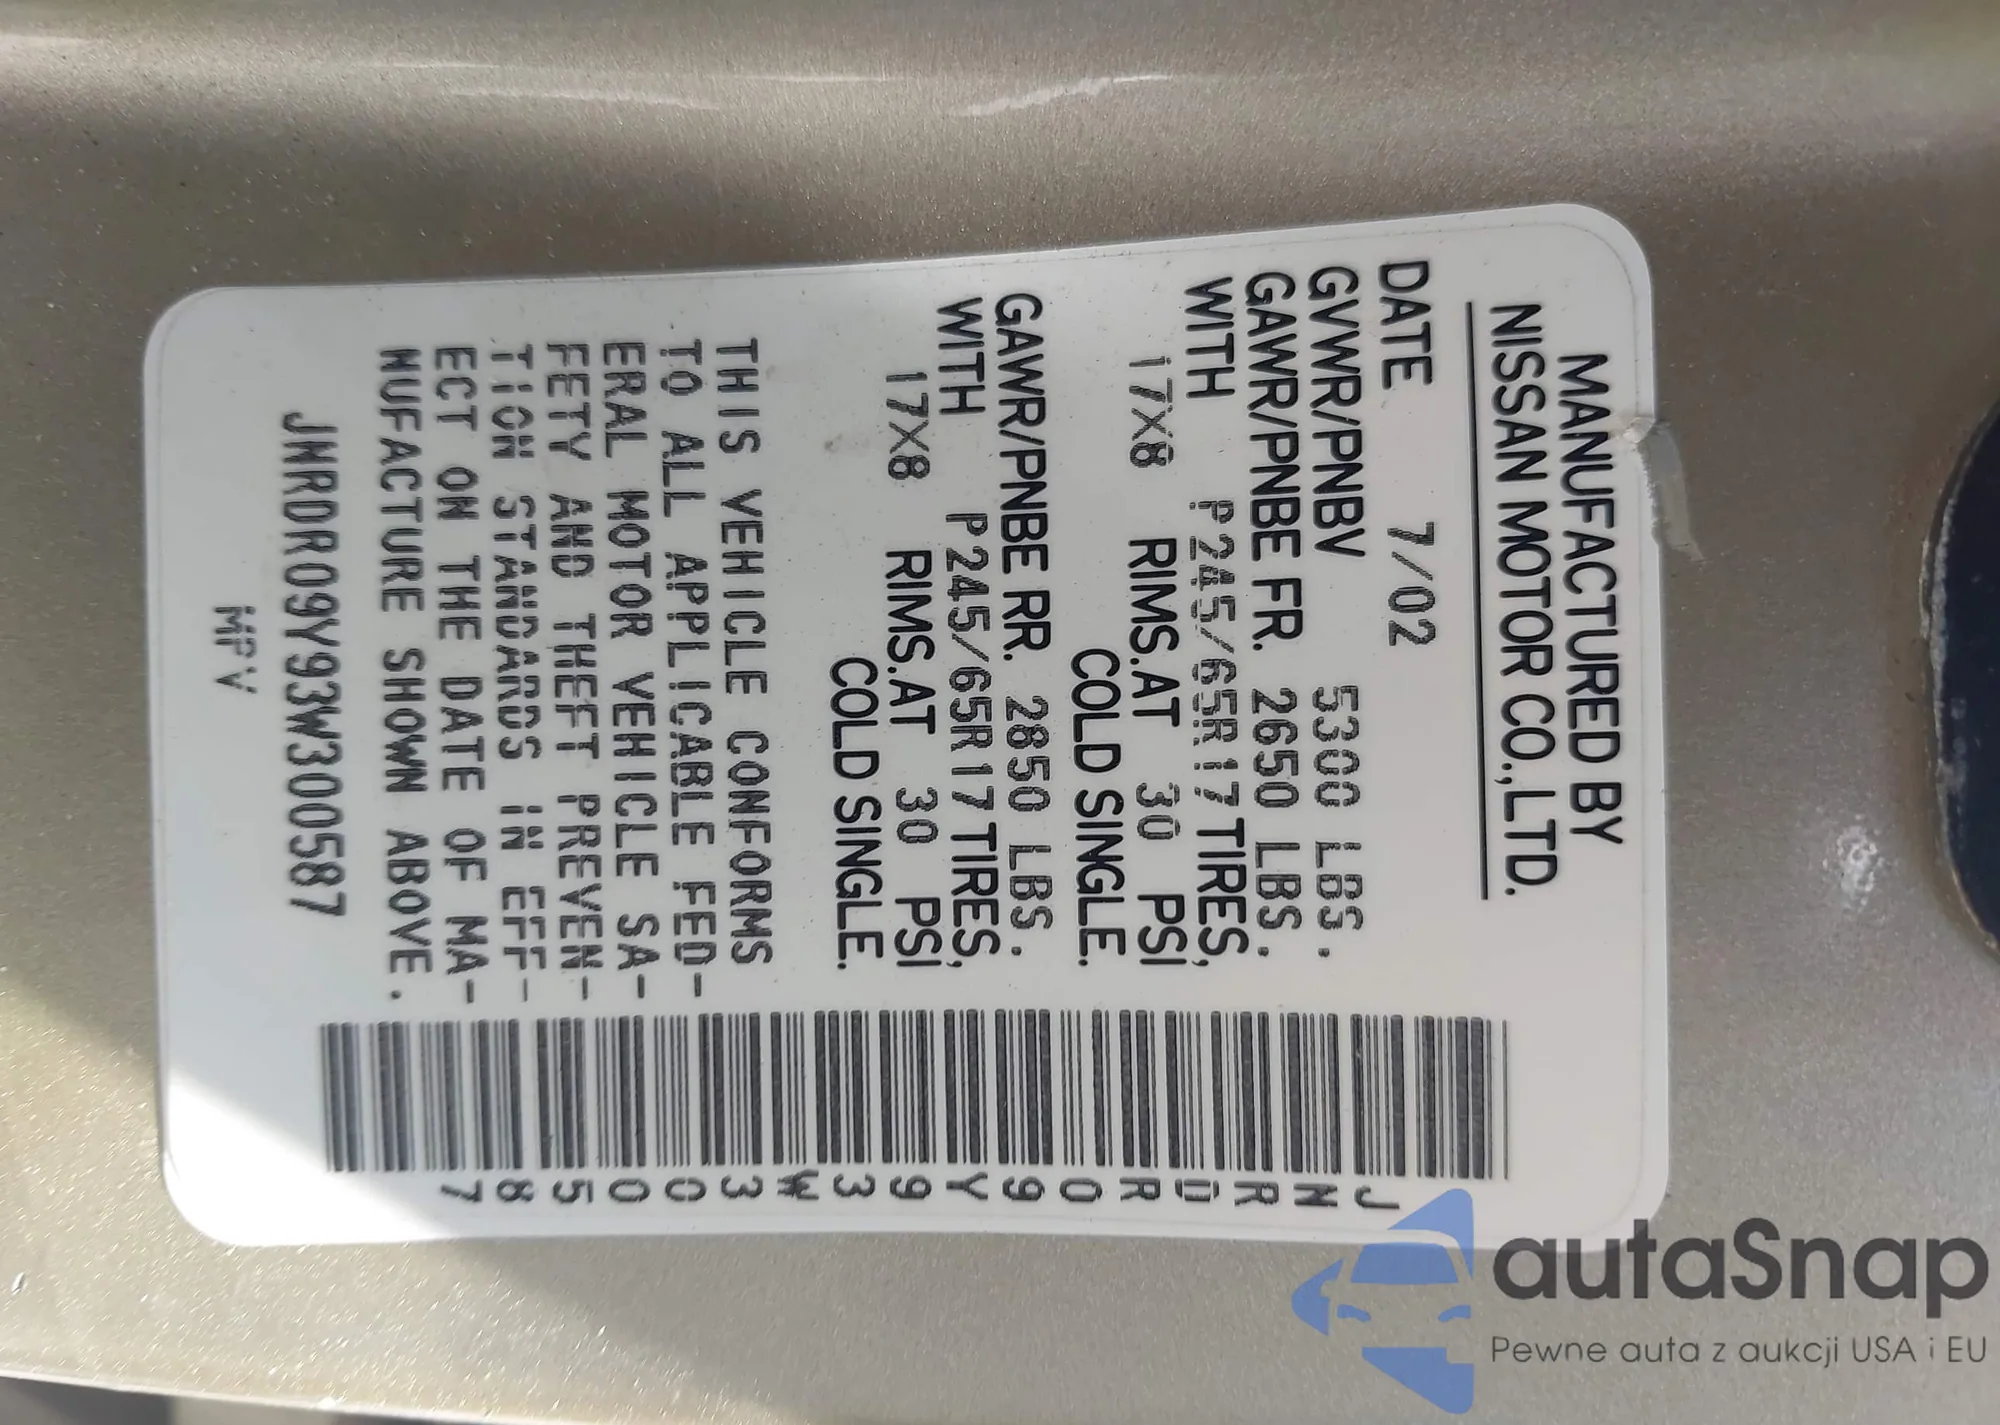 MANUFACTURED BY
NISSAN MOTOR CO.,LTD.
DATE 7/02
GVWR/PNBV 5300 LBS.
GAWR/PNBE FR. 2650 LBS.
WITH P245/65R17 TIRES,
17X8 RIMS.AT 30 PSI
COLD SINGLE.
GAWR/PNBE RR. 2850 LBS.
WITH P245/65R17 TIRES,
17X8 RIMS.AT 30 PSI
COLD SINGLE.
THIS VEHICLE CONFORMS
TO ALL APPLICABLE FED-
ERAL MOTOR VEHICLE SA-
FETY AND THEFT PREVEN-
TION STANDARDS IN EFF-
ECT ON THE DATE OF MA-
NUFACTURE SHOWN ABOVE.
JNRDR09Y93W300587
MPV
JNRDR09Y93W300587
autaSnap
Pewne auta z aukcji USA i EU